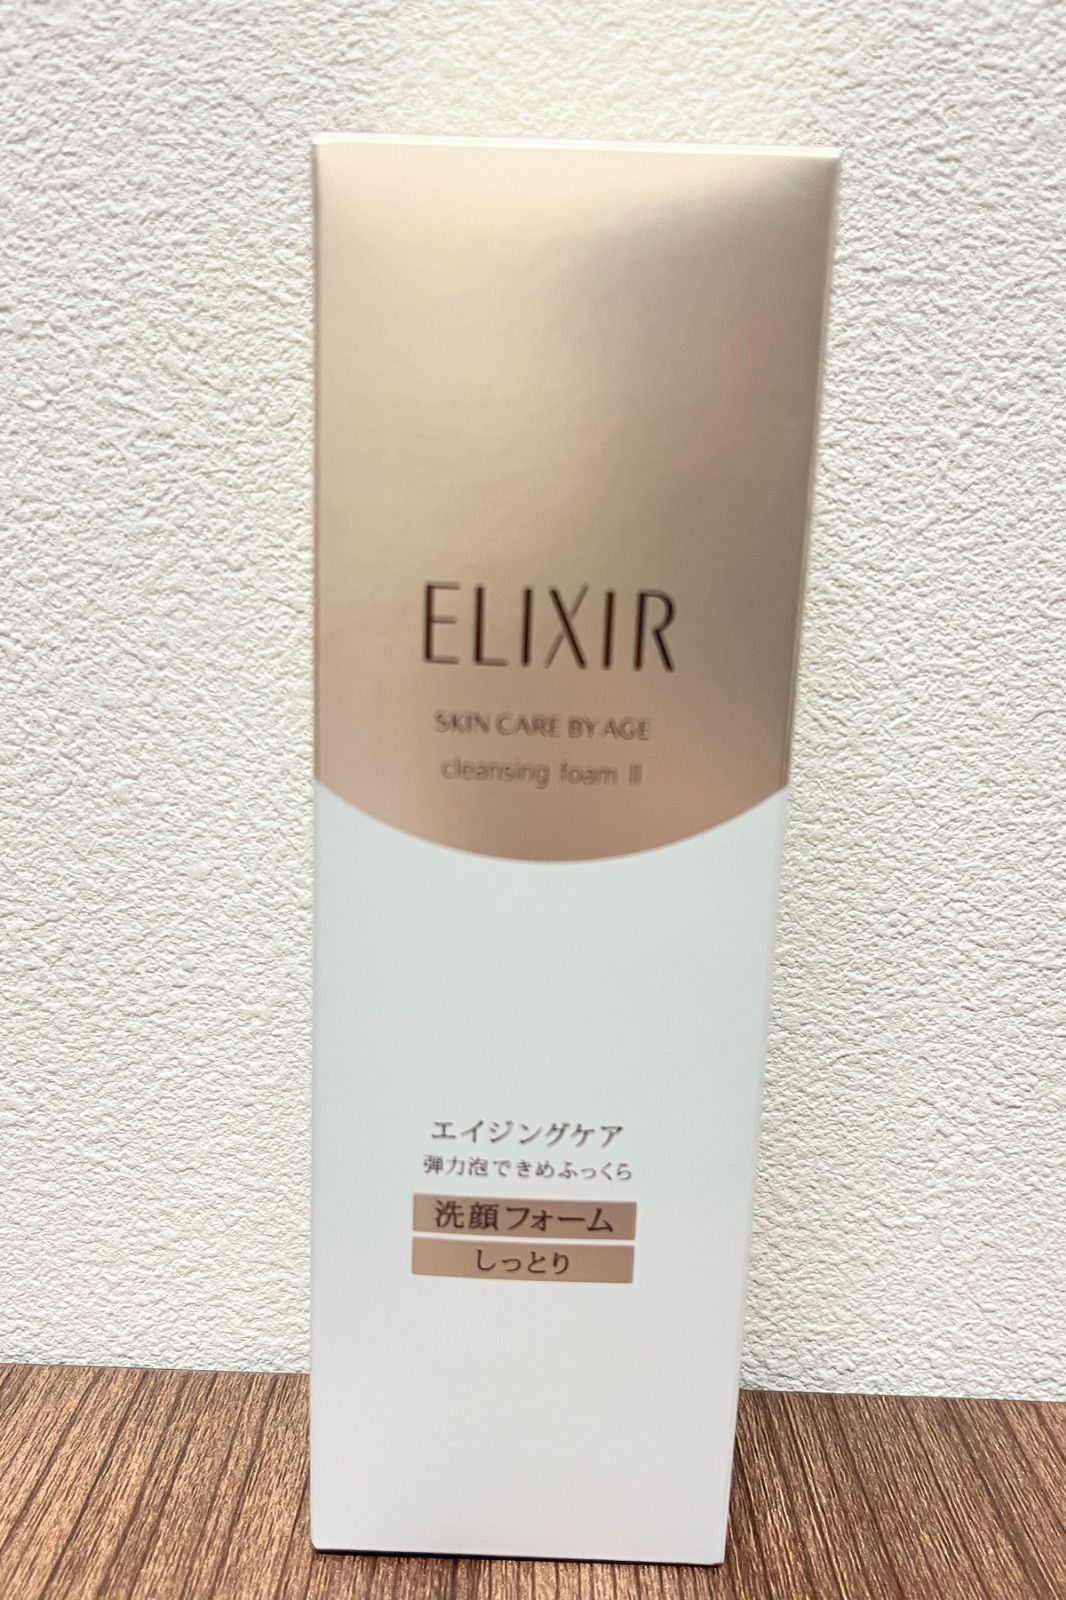 ELIXIR
SKIN CARE BY AGE
cleansing foam II
エイジングケア
弾力泡できめふっくら
洗顔フォーム
しっとり